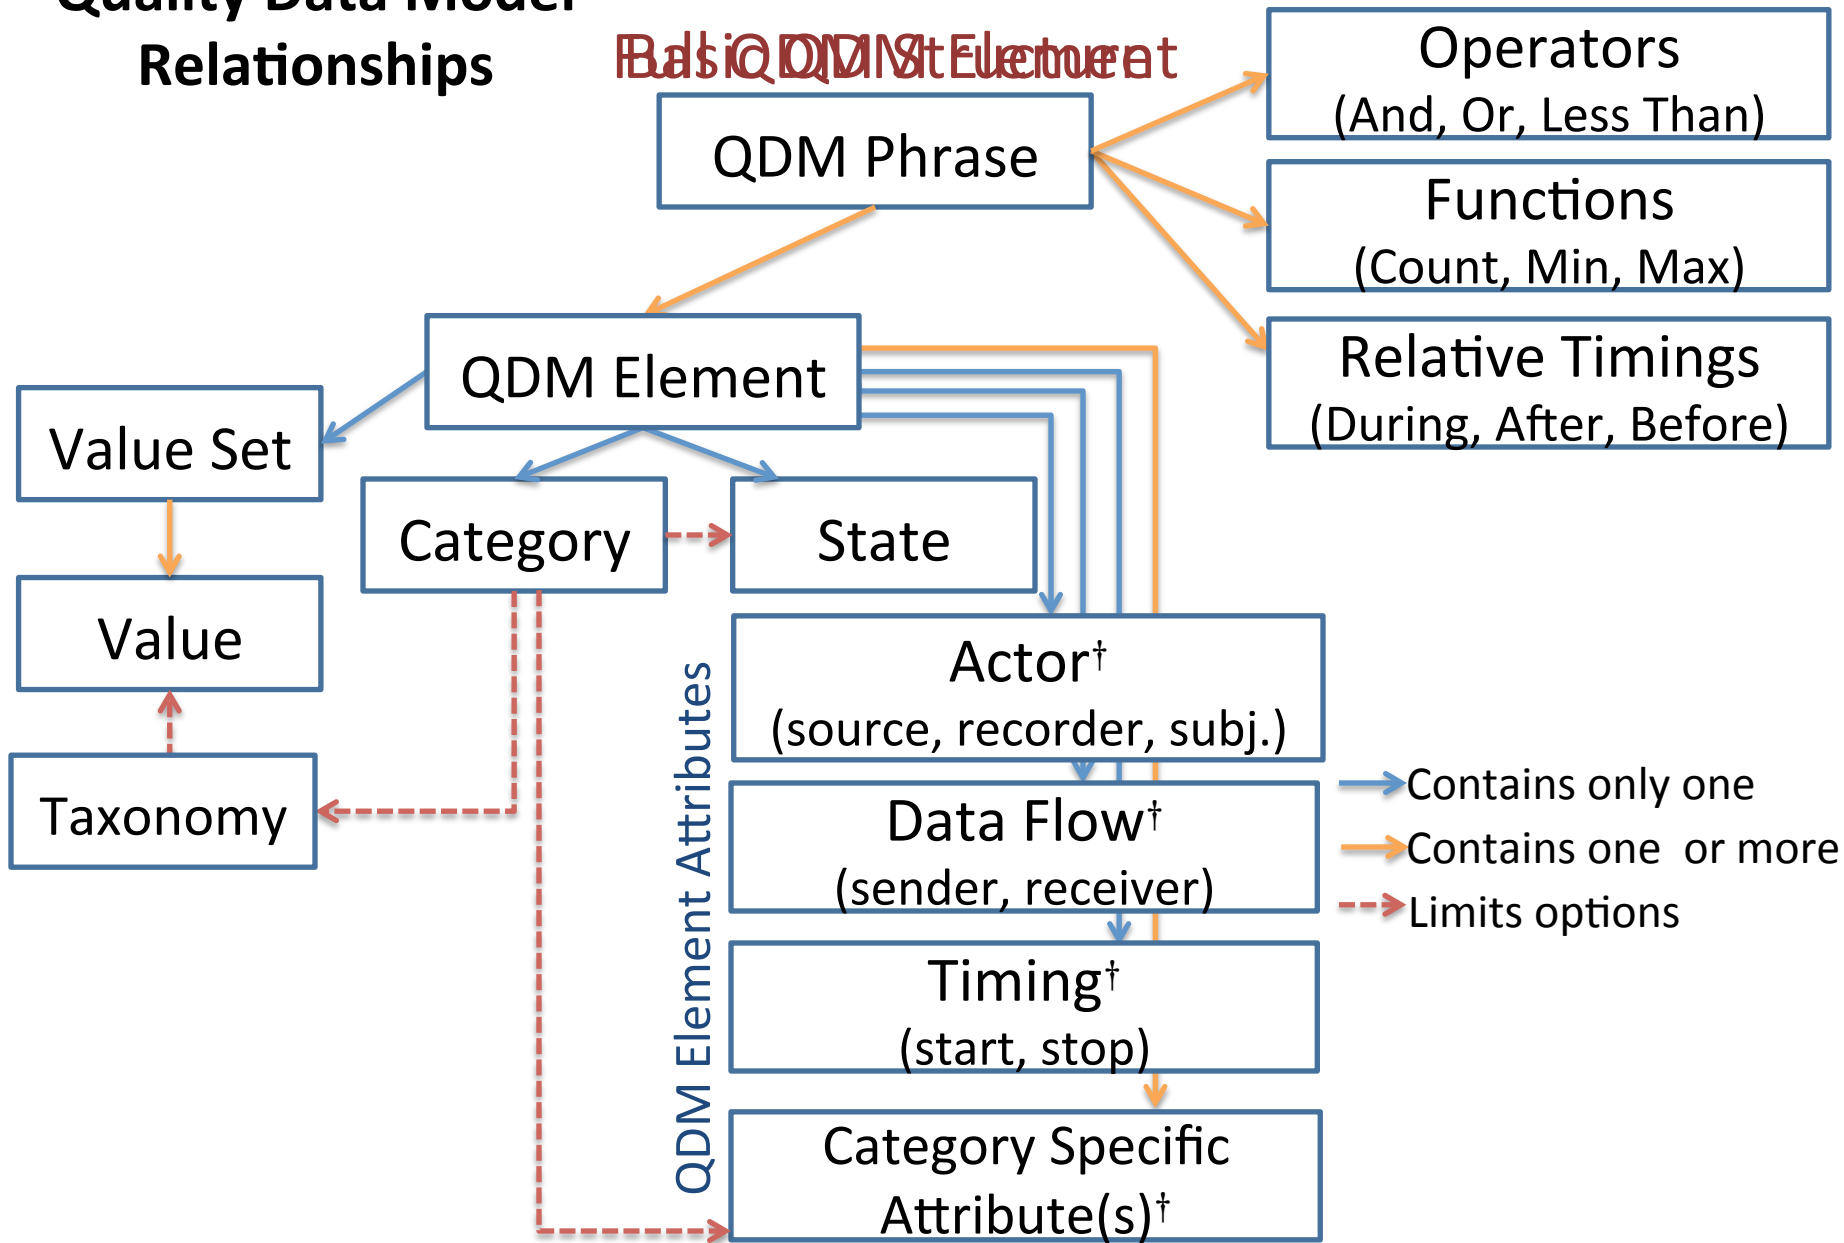 Quality Data Model
Relationships
QDM Phrase
Operators
(And, Or, Less Than)
Functions
(Count, Min, Max)
Relative Timings
(During, After, Before)
QDM Element
Value Set
Category
State
Value
Taxonomy
QDM Element Attributes
Actor†
(source, recorder, subj.)
Data Flow†
(sender, receiver)
Timing†
(start, stop)
Category Specific
Attribute(s)†
Contains only one
Contains one  or more
Limits options